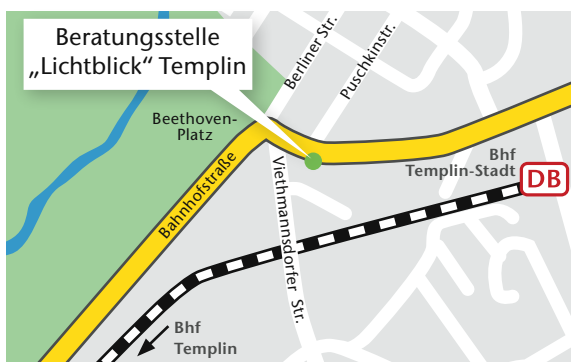 Beratungsstelle
„Lichtblick“ Templin
Berliner Str.
Puschkinstr.
Beethoven-
Platz
Bahnhofstraße
Viethmannsdorfer Str.
Bhf
Templin-Stadt
DB
Bhf
Templin